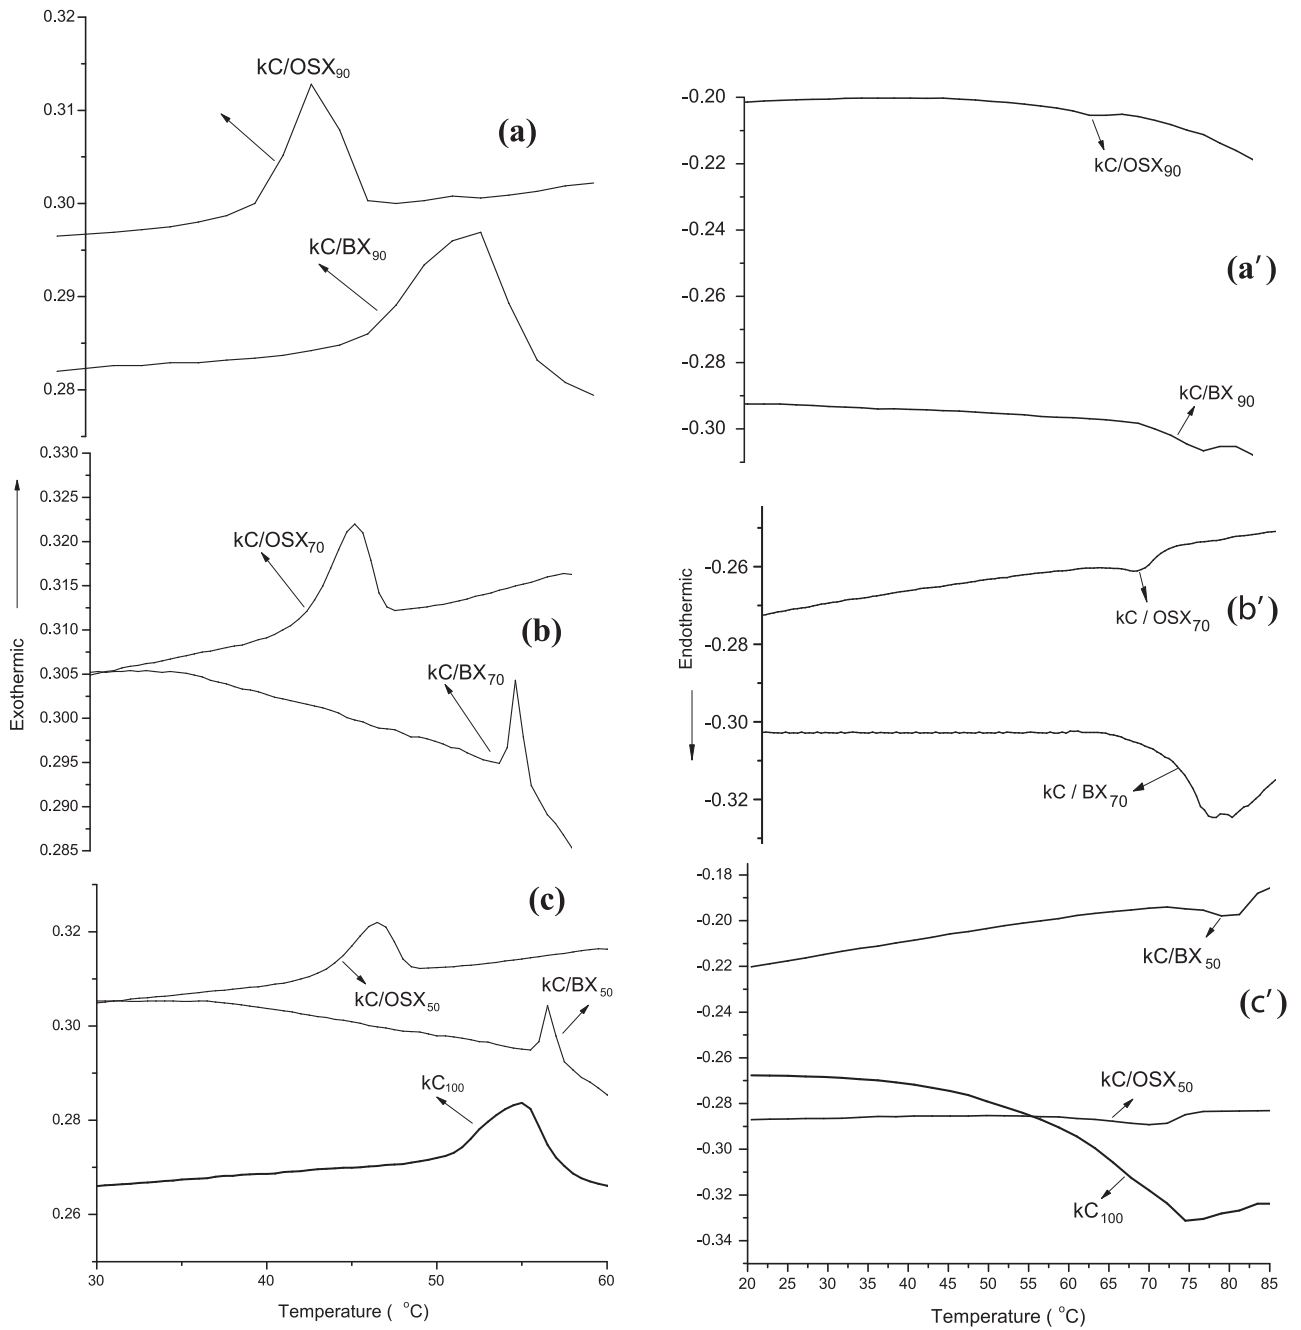 0.32
kC/OSX90
0.31
(a)
0.30
kC/BX90
0.29
0.28
-0.20
kC/OSX90
-0.22
-0.24
(a′)
-0.26
-0.28
kC/BX 90
-0.30
Exothermic
0.330
0.325
kC/OSX70
0.320
0.315
0.310
(b)
0.305
kC/BX70
0.300
0.295
0.290
0.285
Endothermic
-0.26
kC / OSX70
(b′)
-0.28
-0.30
kC / BX70
-0.32
(c)
0.32
kC/OSX50
kC/BX50
0.30
kC100
0.28
0.26
30 40 50 60
Temperature ( °C)
-0.18
-0.20
kC/BX50
-0.22
-0.24
(c′)
-0.26
kC/OSX50
-0.28
-0.30
kC100
-0.32
-0.34
20 25 30 35 40 45 50 55 60 65 70 75 80 85
Temperature ( °C)